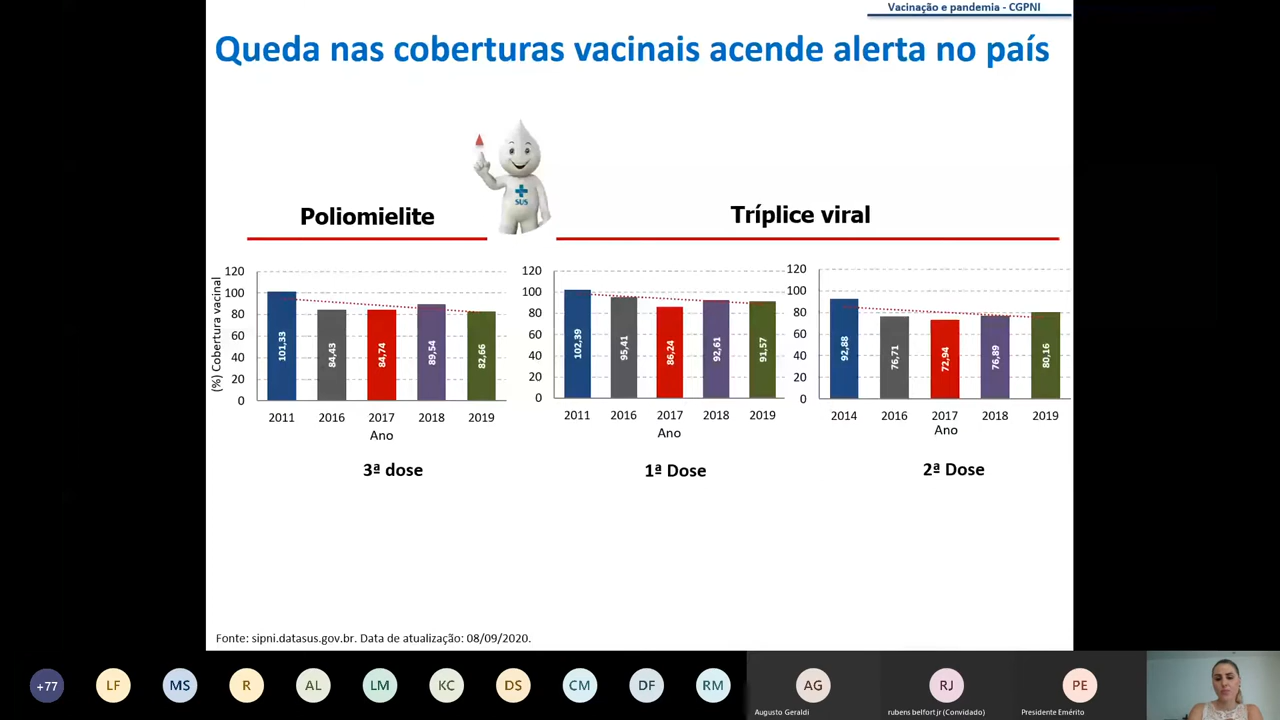 Vacinação e pandemia - CGPNI
Queda nas coberturas vacinais acende alerta no país
SUS
Poliomielite
Tríplice viral
(%) Cobertura vacinal
120
100
80
60
40
20
0
101,33
84,43
84,74
89,54
82,66
2011 2016 2017 2018 2019
Ano
3ª dose
120
100
80
60
40
20
0
102,39
95,41
86,24
92,61
91,57
2011 2016 2017 2018 2019
Ano
1ª Dose
120
100
80
60
40
20
0
92,88
76,71
72,94
76,89
80,16
2014 2016 2017 2018 2019
Ano
2ª Dose
Fonte: sipni.datasus.gov.br. Data de atualização: 08/09/2020.
+77 LF MS R AL LM KC DS CM DF RM AG RJ PE
Augusto Geraldi
rubens belfort jr (Convidado)
Presidente Emérito